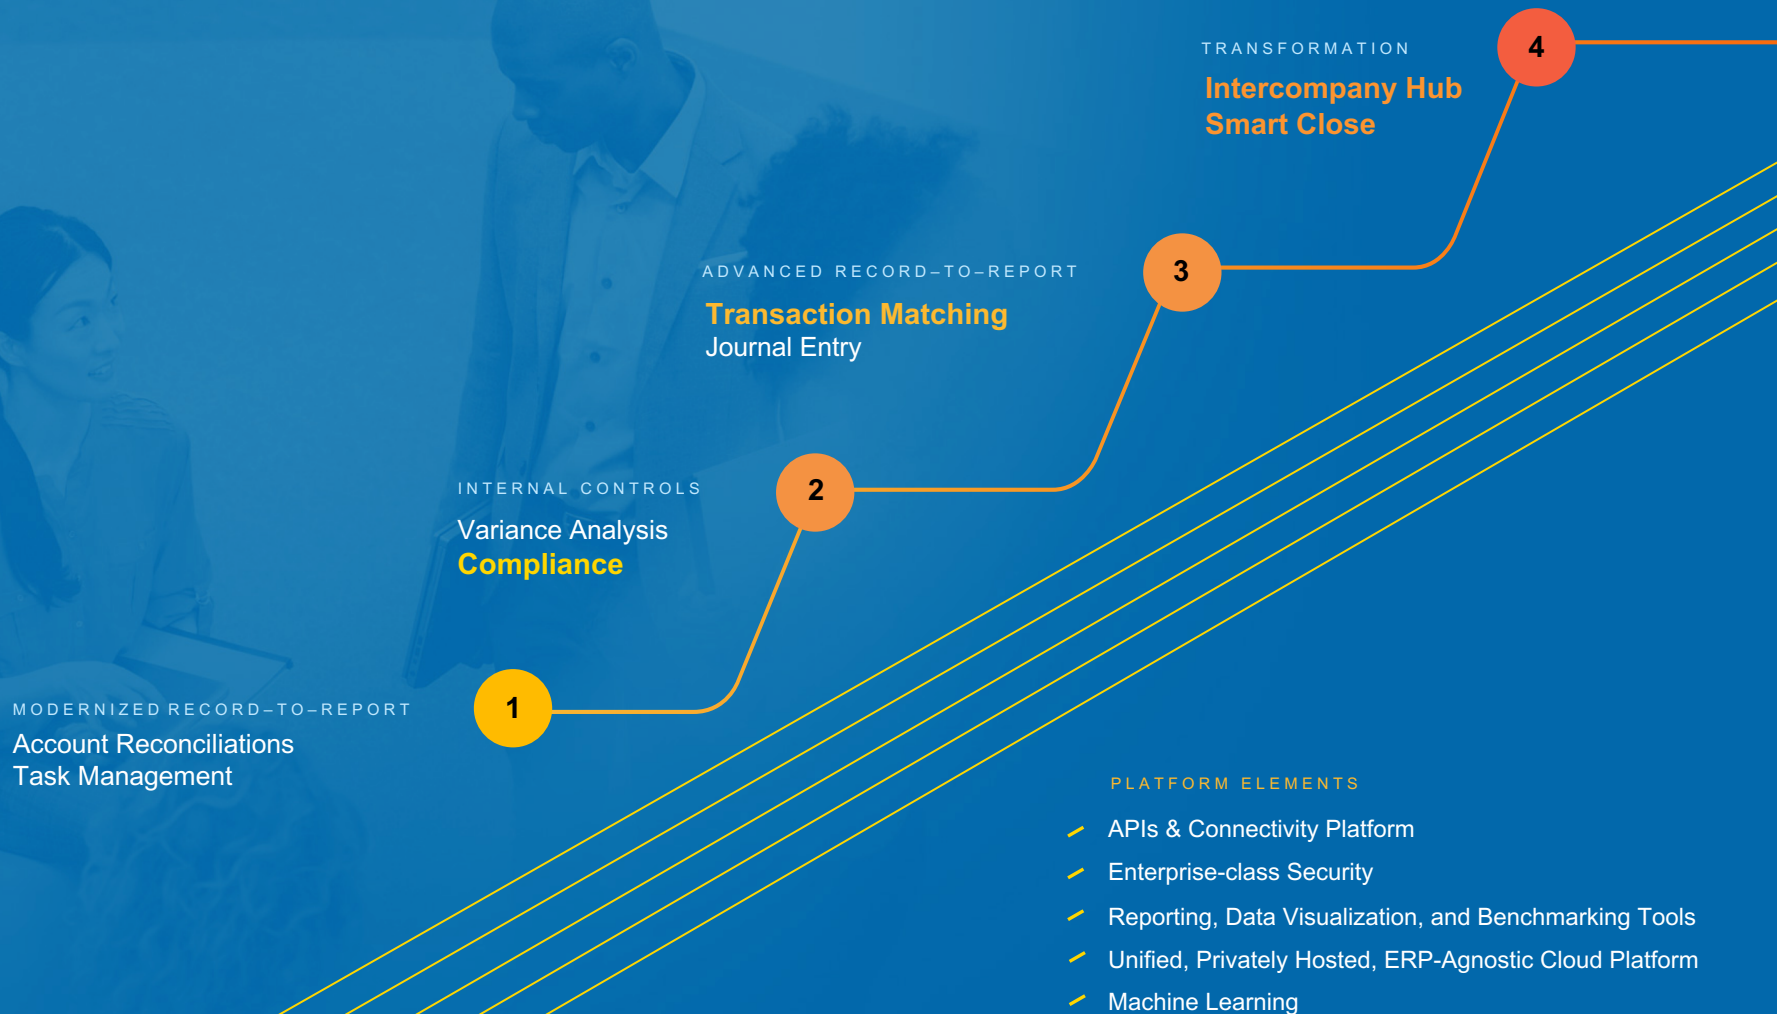 TRANSFORMATION
4
Intercompany Hub
Smart Close
ADVANCED RECORD–TO–REPORT
3
Transaction Matching
Journal Entry
INTERNAL CONTROLS
2
Variance Analysis
Compliance
MODERNIZED RECORD–TO–REPORT
1
Account Reconciliations
Task Management
PLATFORM ELEMENTS
APIs & Connectivity Platform
Enterprise-class Security
Reporting, Data Visualization, and Benchmarking Tools
Unified, Privately Hosted, ERP-Agnostic Cloud Platform
Machine Learning